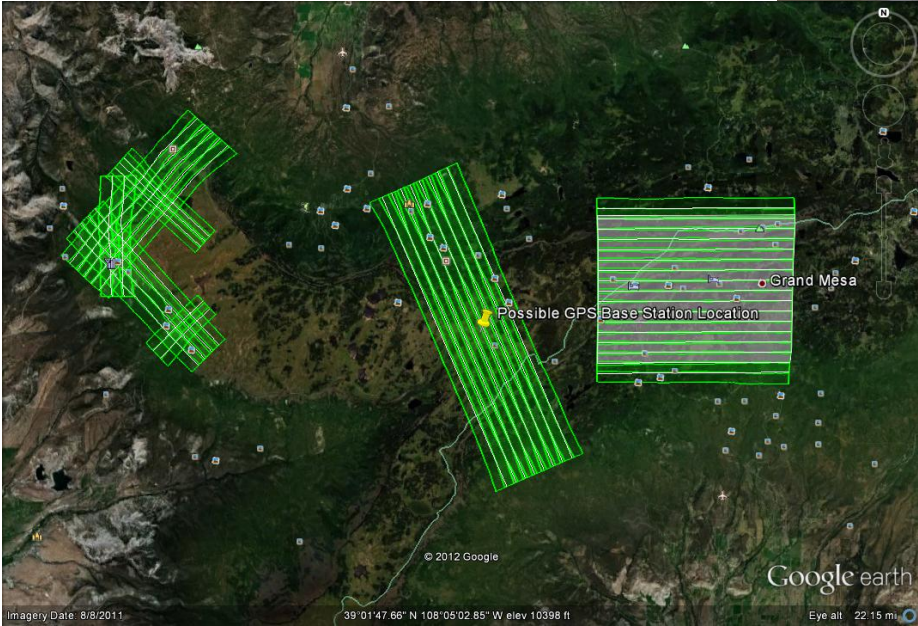 N
Grand Mesa
Possible GPS Base Station Location
© 2012 Google
Google earth
Imagery Date: 8/8/2011
39°01'47.66" N 108°05'02.85" W elev 10398 ft
Eye alt 22.15 mi